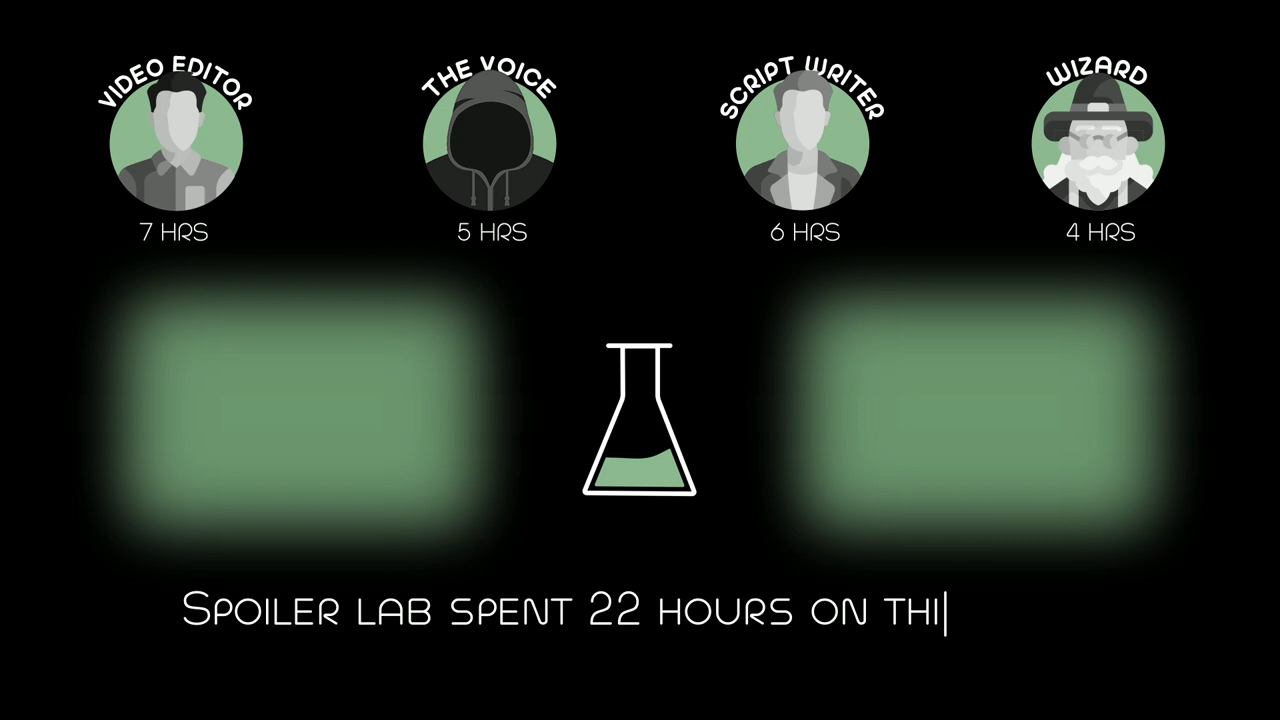 VIDEO EDITOR
THE VOICE
SCRIPT WRITER
WIZARD
7 HRS
5 HRS
6 HRS
4 HRS
SPOILER LAB SPENT 22 HOURS ON THI